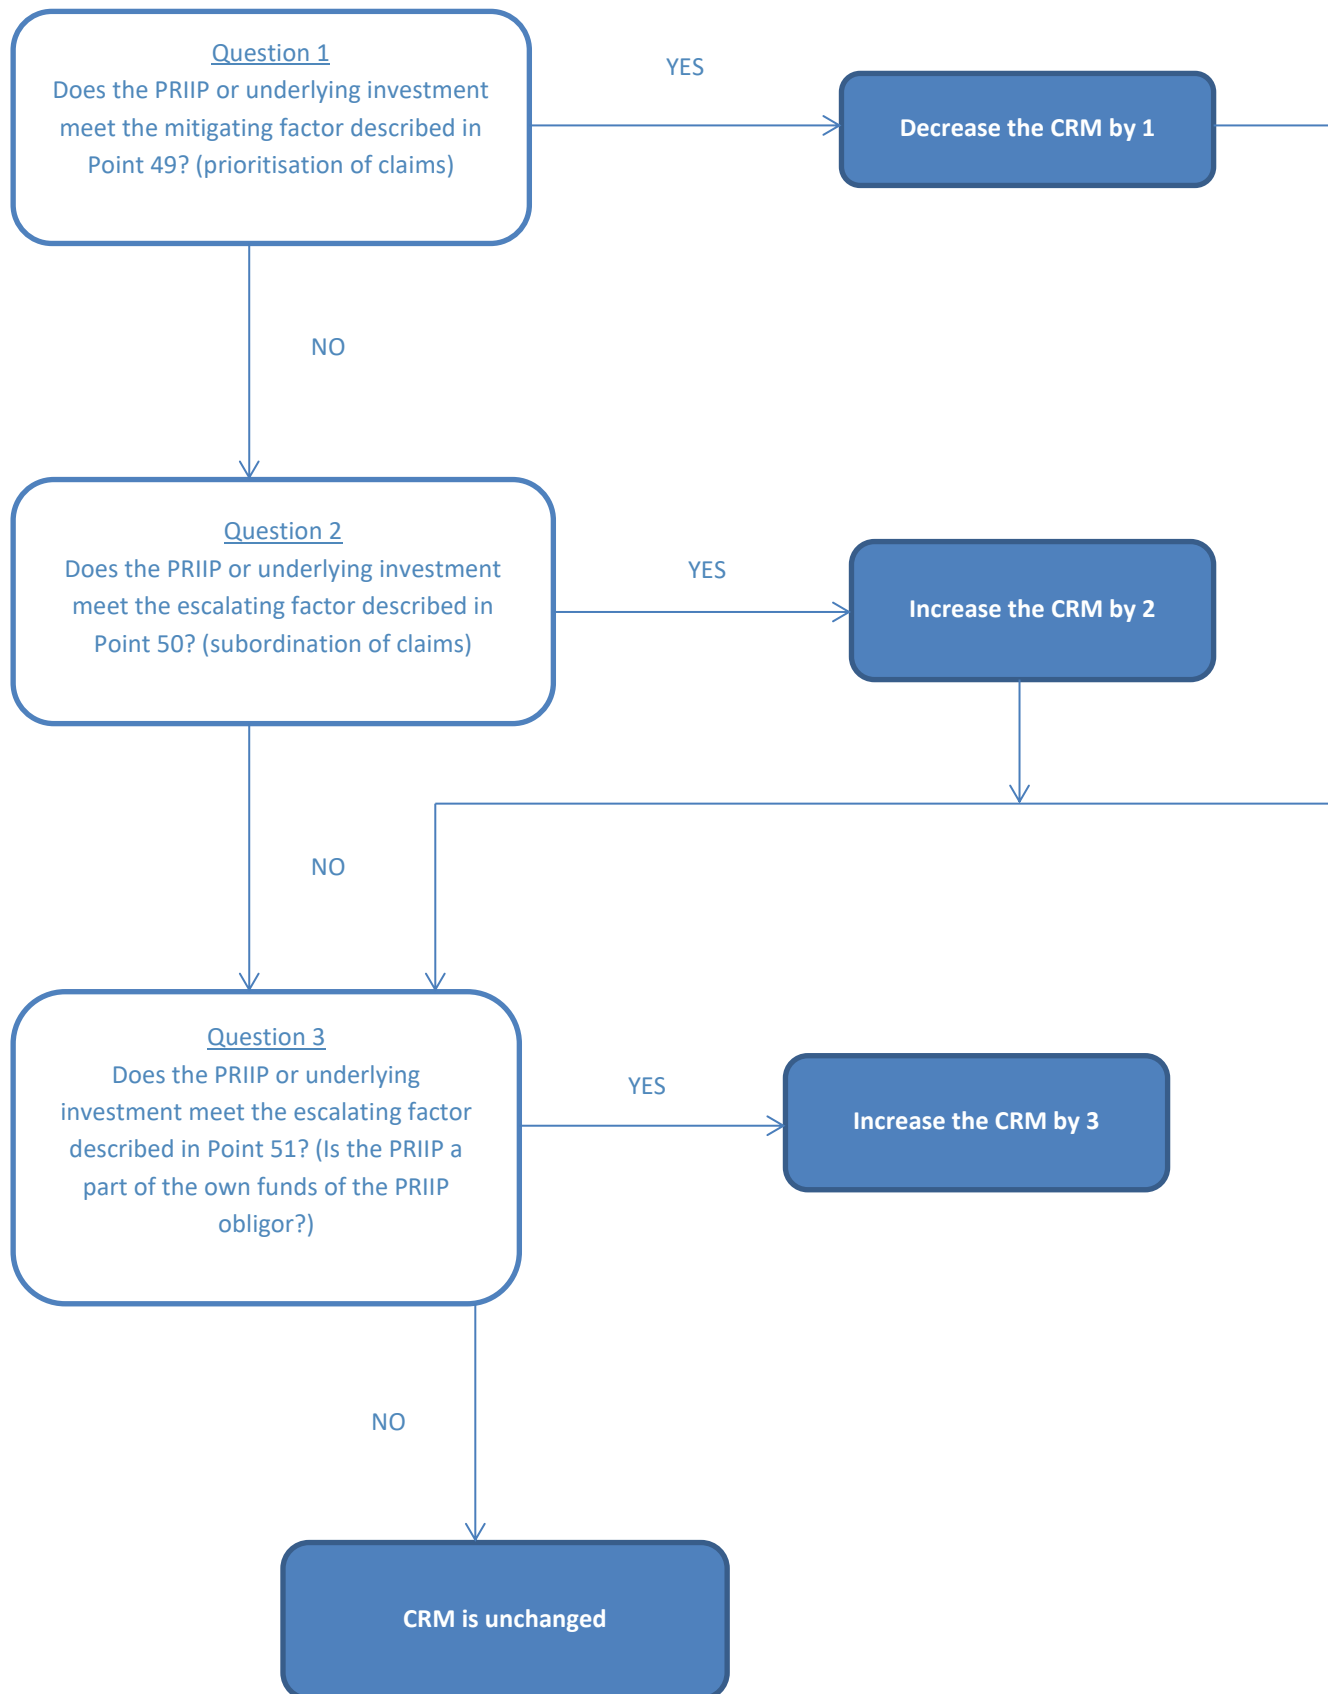 Question 1
Does the PRIIP or underlying investment
meet the mitigating factor described in
Point 49? (prioritisation of claims)
YES
Decrease the CRM by 1
NO
Question 2
Does the PRIIP or underlying investment
meet the escalating factor described in
Point 50? (subordination of claims)
YES
Increase the CRM by 2
NO
Question 3
Does the PRIIP or underlying
investment meet the escalating factor
described in Point 51? (Is the PRIIP a
part of the own funds of the PRIIP
obligor?)
YES
Increase the CRM by 3
NO
CRM is unchanged